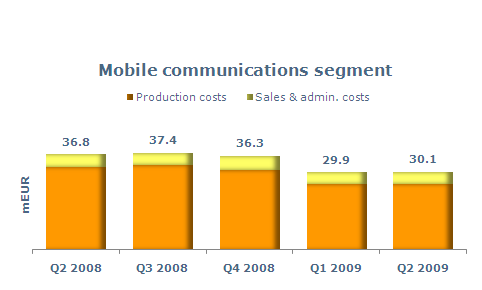 Mobile communications segment
Production costs Sales & admin. costs
36.8 37.4 36.3 29.9 30.1
mEUR
Q2 2008 Q3 2008 Q4 2008 Q1 2009 Q2 2009